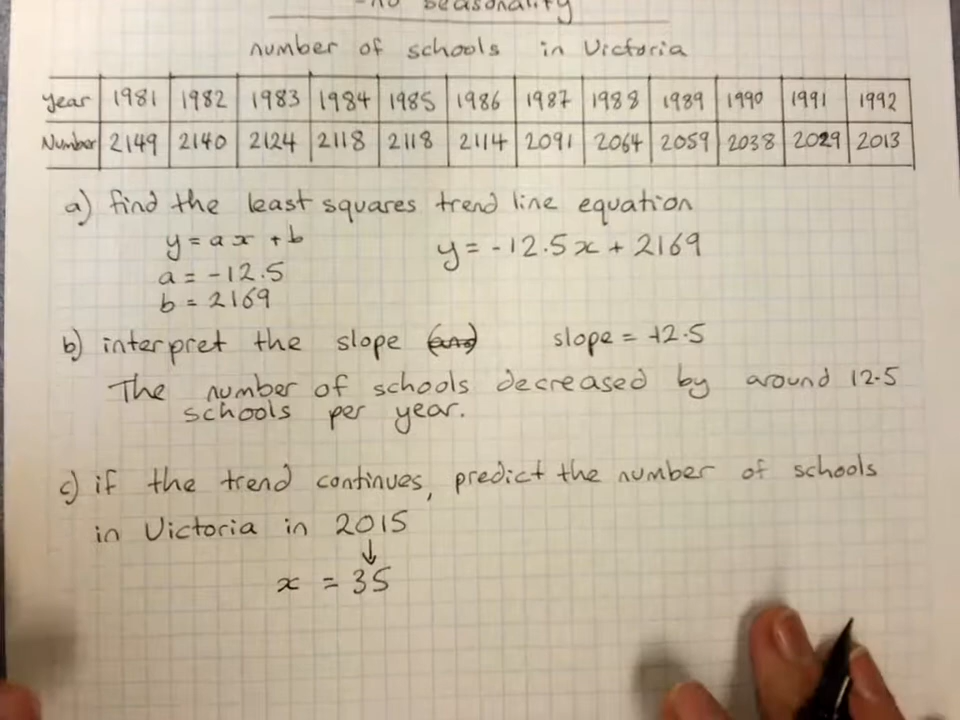 -no seasonality
number of schools in Victoria
year 1981 1982 1983 1984 1985 1986 1987 1988 1989 1990 1991 1992
Number 2149 2140 2124 2118 2118 2114 2091 2064 2059 2038 2029 2013
a) find the least squares trend line equation
y = ax + b y = -12.5x + 2169
a = -12.5
b = 2169
b) interpret the slope (and) slope = -12.5
The number of schools decreased by around 12.5
schools per year.
c) if the trend continues, predict the number of schools
in Victoria in 2015
↓
x = 35